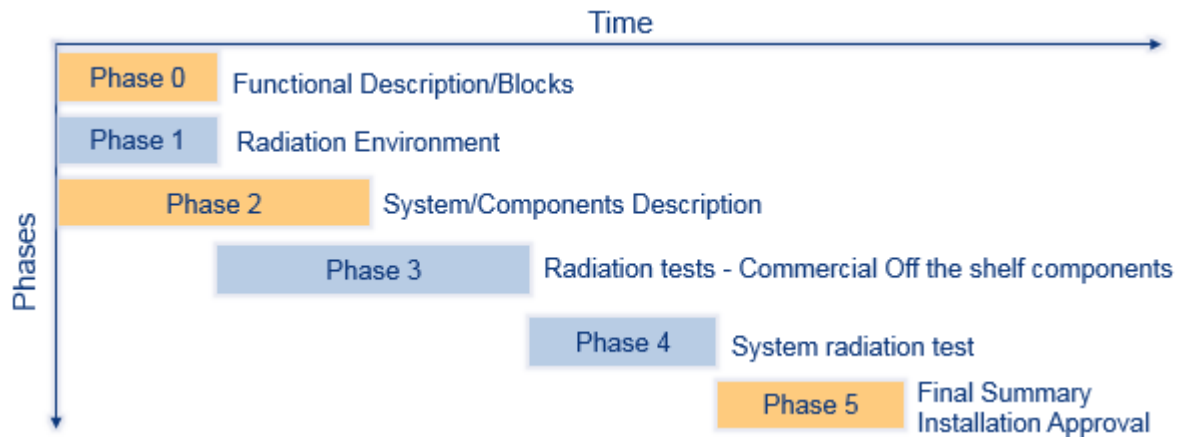 Time
Phases
Phase 0
Functional Description/Blocks
Phase 1
Radiation Environment
Phase 2
System/Components Description
Phase 3
Radiation tests - Commercial Off the shelf components
Phase 4
System radiation test
Phase 5
Final Summary
Installation Approval